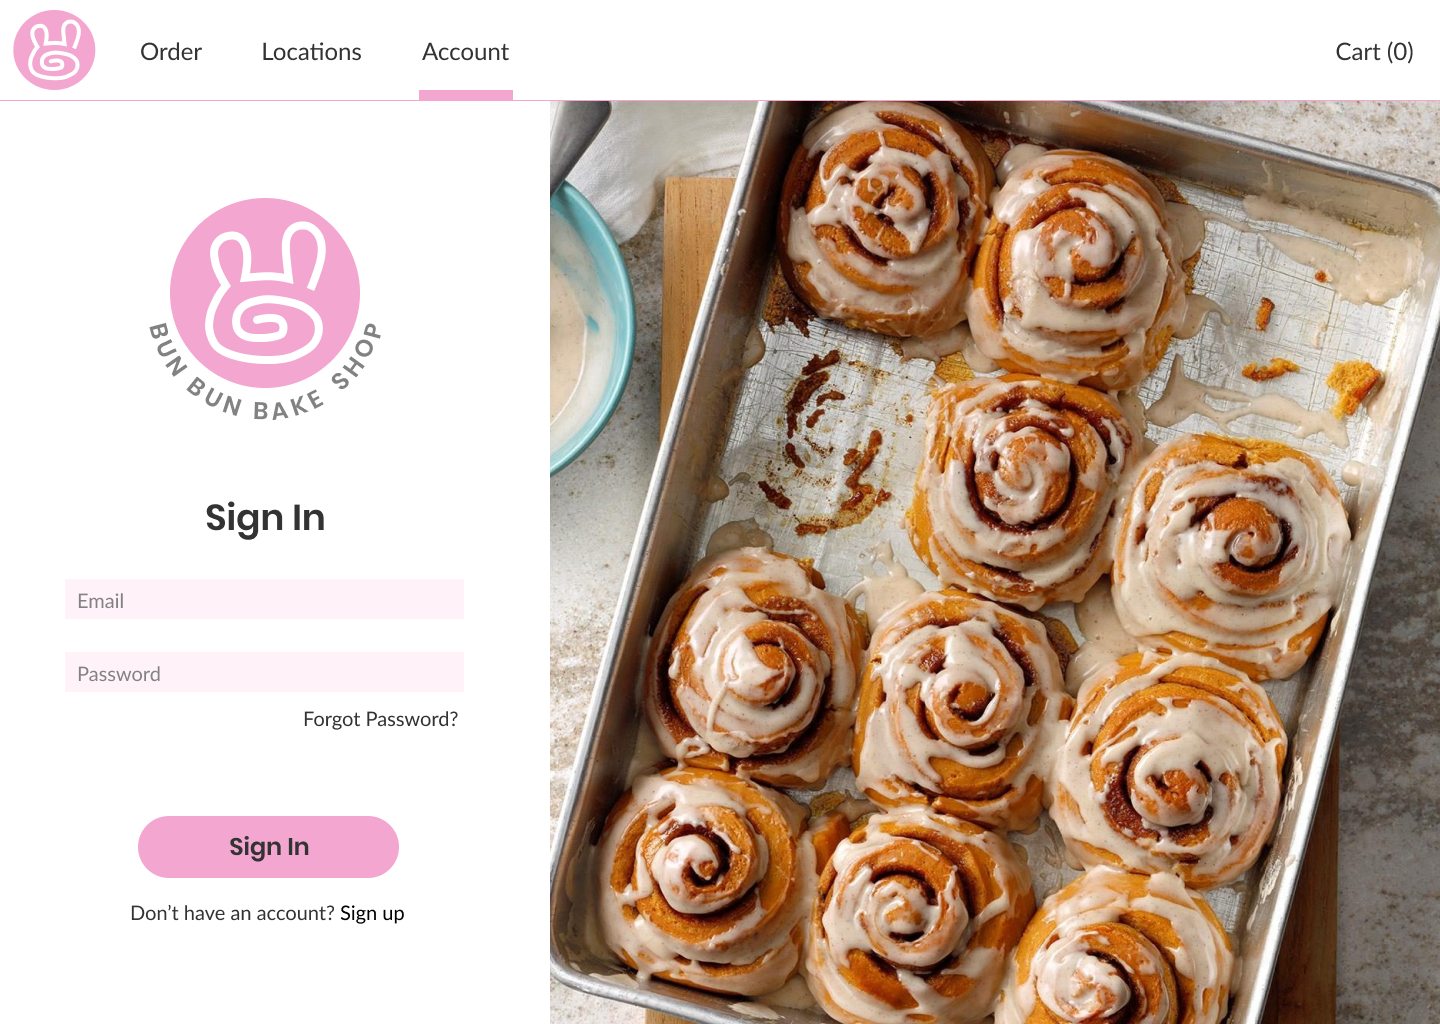 Order Locations Account Cart (0)
BUN BUN BAKE SHOP
Sign In
Email
Password
Forgot Password?
Sign In
Don’t have an account? Sign up